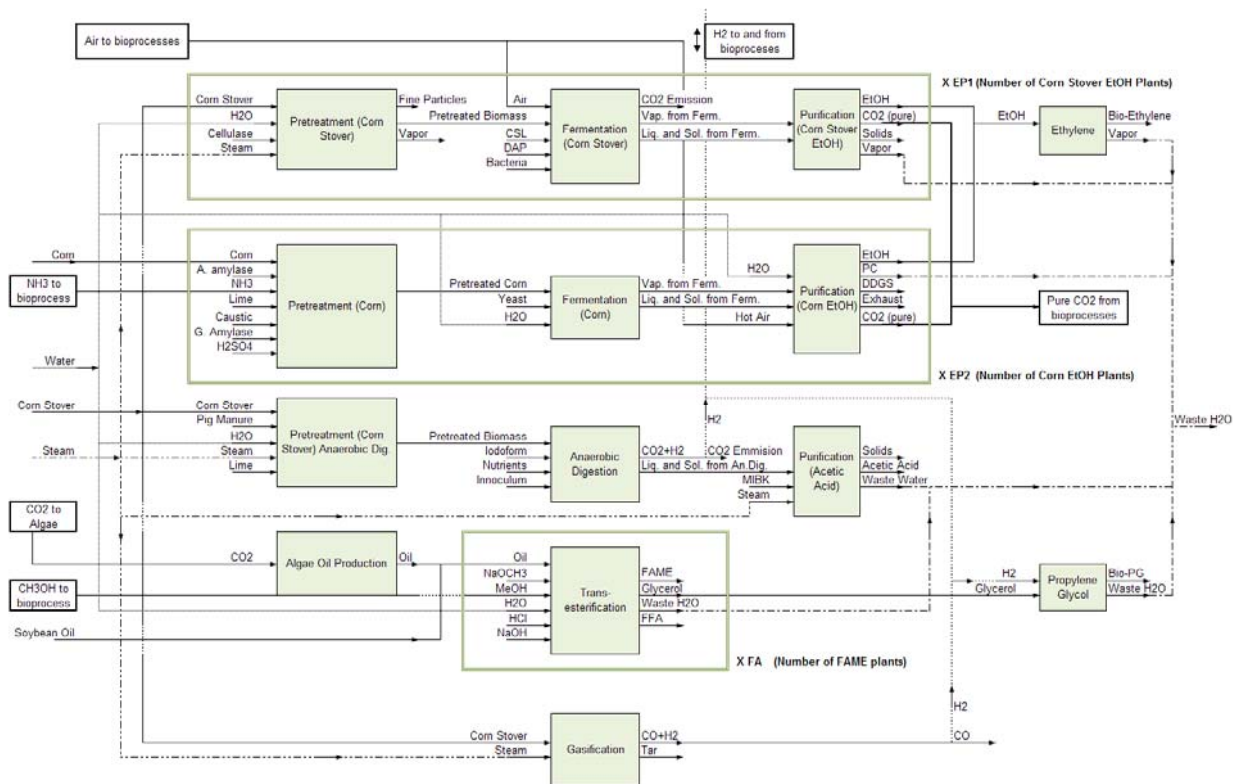 Air to bioprocesses
H2 to and from
bioproceses
X EP1 (Number of Corn Stover EtOH Plants)
Corn Stover
H2O
Cellulase
Steam
Pretreatment (Corn
Stover)
Fine Particles
Pretreated Biomass
Vapor
Air
CSL
DAP
Bacteria
Fermentation
(Corn Stover)
CO2 Emission
Vap. from Ferm.
Liq. and Sol. from Ferm.
Purification
(Corn Stover
EtOH)
EtOH
CO2 (pure)
Solids
Vapor
EtOH
Ethylene
Bio-Ethylene
Vapor
Corn
NH3 to
bioprocess
Water
Corn
A. amylase
NH3
Lime
Caustic
G. Amylase
H2SO4
Pretreatment (Corn)
Pretreated Corn
Yeast
H2O
Fermentation
(Corn)
H2O
Vap. from Ferm.
Liq. and Sol. from Ferm.
Hot Air
Purification
(Corn EtOH)
EtOH
PC
DDGS
Exhaust
CO2 (pure)
Pure CO2 from
bioprocesses
X EP2 (Number of Corn EtOH Plants)
Corn Stover
Steam
Corn Stover
Pig Manure
H2O
Steam
Lime
Pretreatment (Corn
Stover) Anaerobic Dig.
Pretreated Biomass
Iodoform
Nutrients
Innoculum
Anaerobic
Digestion
H2
CO2+H2
CO2 Emmision
Liq. and Sol. from An.Dig.
MIBK
Steam
Purification
(Acetic
Acid)
Solids
Acetic Acid
Waste Water
Waste H2O
CO2 to
Algae
CO2
Algae Oil Production
Oil
CH3OH to
bioprocess
Soybean Oil
Oil
NaOCH3
MeOH
H2O
HCl
NaOH
Trans-
esterification
FAME
Glycerol
Waste H2O
FFA
H2
Glycerol
Propylene
Glycol
Bio-PG
Waste H2O
X FA (Number of FAME plants)
Corn Stover
Steam
Gasification
CO+H2
Tar
H2
CO